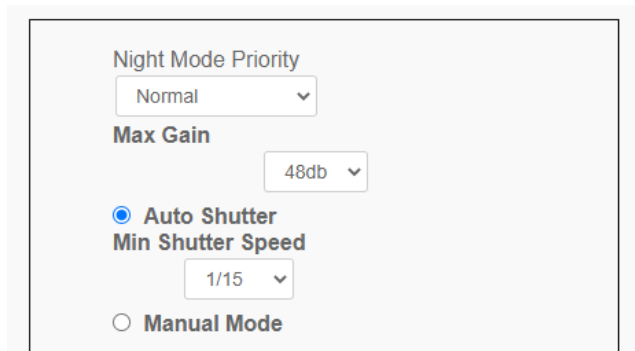 Night Mode Priority
Normal
Max Gain
48db
Auto Shutter
Min Shutter Speed
1/15
Manual Mode